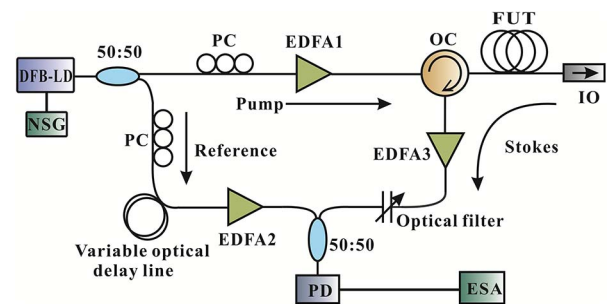 DFB-LD
50:50
PC
EDFA1
OC
FUT
IO
NSG
Pump
PC
Reference
EDFA3
Stokes
Variable optical
delay line
EDFA2
50:50
Optical filter
PD
ESA